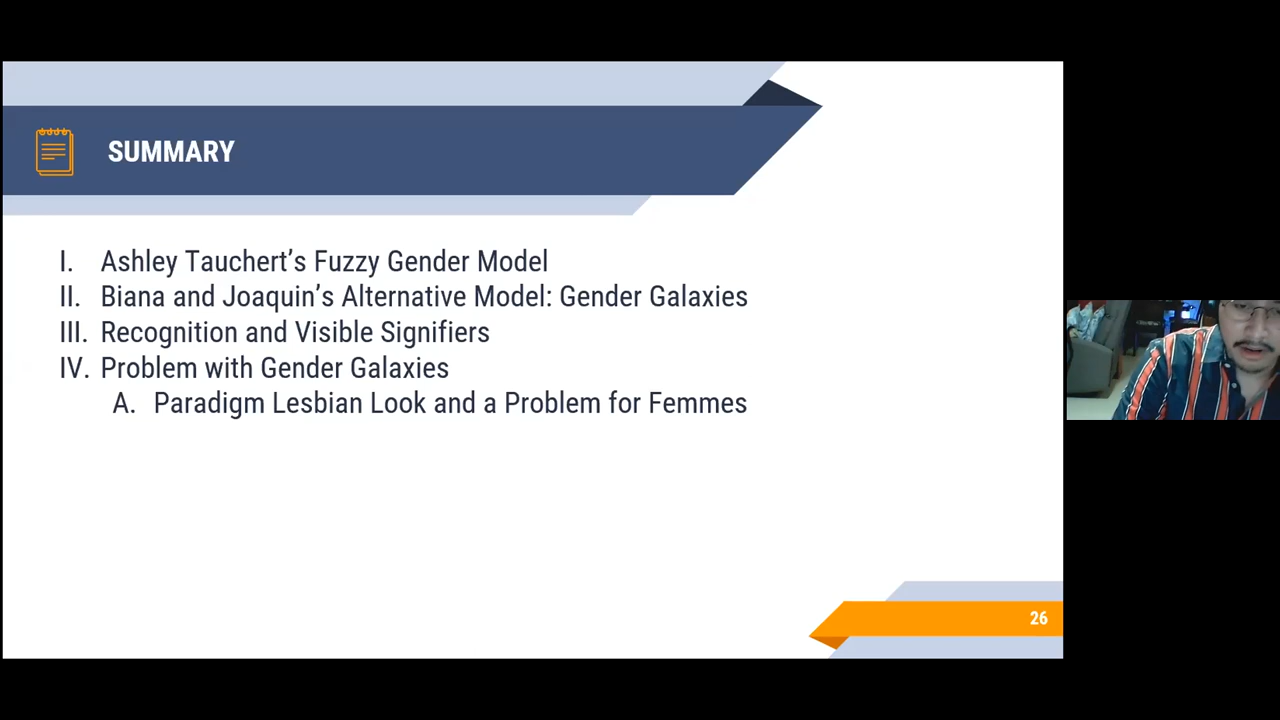 SUMMARY
I. Ashley Tauchert’s Fuzzy Gender Model
II. Biana and Joaquin’s Alternative Model: Gender Galaxies
III. Recognition and Visible Signifiers
IV. Problem with Gender Galaxies
A. Paradigm Lesbian Look and a Problem for Femmes
26